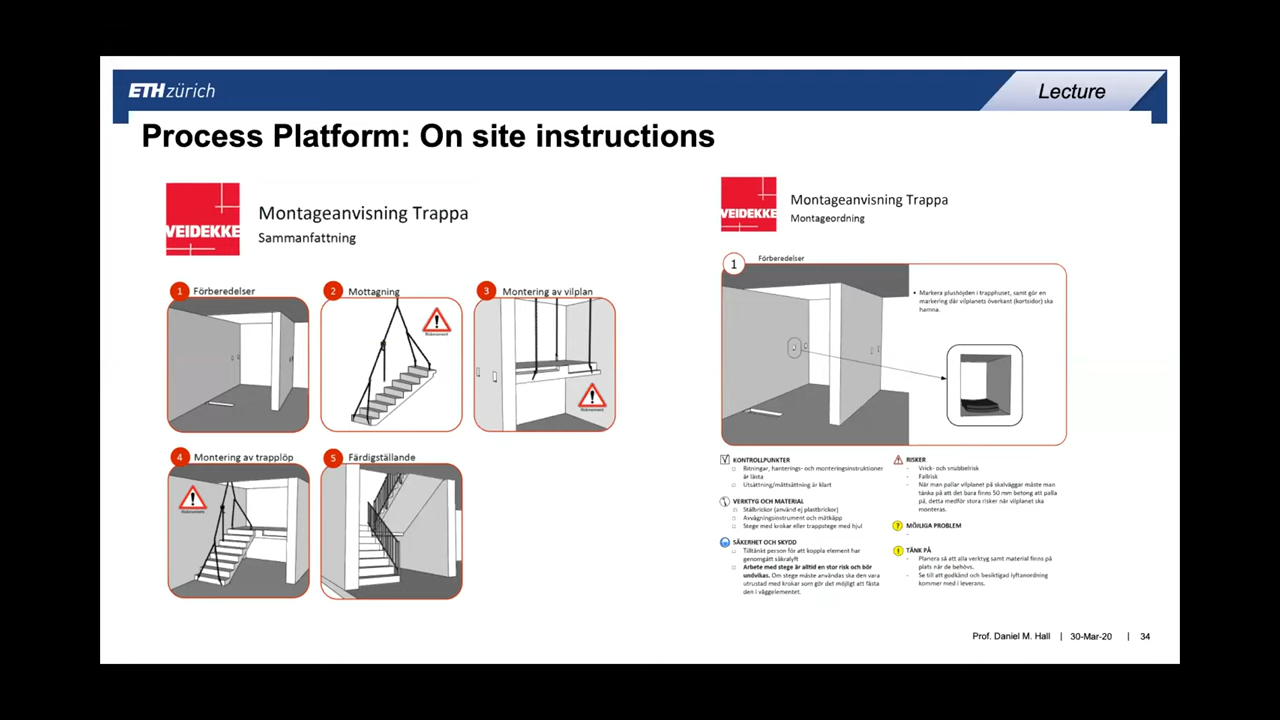 ETH zürich
Lecture
Process Platform: On site instructions
VEIDEKKE
Montageanvisning Trappa
Sammanfattning
1 Förberedelser
2 Mottagning
3 Montering av vilplan
Riskmoment
Riskmoment
4 Montering av trapplöp
5 Färdigställande
Riskmoment
VEIDEKKE
Montageanvisning Trappa
Montageordning
1 Förberedelser
• Markera plushöjden i trapphuset, samt gör en
markering där vilplanets överkant (kortsidor) ska
hamna.
KONTROLLPUNKTER
Ritningar, hanterings- och monteringsinstruktioner
är lästa
Utsättning/måttsättning är klart
VERKTYG OCH MATERIAL
Stålbrickor (använd ej plastbrickor)
Avvägningsinstrument och mätkäpp
Stege med krokar eller trappstege med hjul
SÄKERHET OCH SKYDD
Tilltänkt person för att koppla element har
genomgått säkralyft
Arbete med stege är alltid en stor risk och bör
undvikas. Om stege måste användas ska den vara
utrustad med krokar som gör det möjligt att fästa
den i väggelementet.
RISKER
- Vrick- och snubbelrisk
- Fallrisk
- När man pallar vilplanet på skalväggar måste man
tänka på att det bara finns 50 mm betong att palla
på, detta medför stora risker när vilplanet ska
monteras.
? MÖJLIGA PROBLEM
-
! TÄNK PÅ
- Planera så att alla verktyg samt material finns på
plats när de behövs.
- Se till att godkänd och besiktigad lyftanordning
kommer med i leverans.
Prof. Daniel M. Hall | 30-Mar-20 | 34